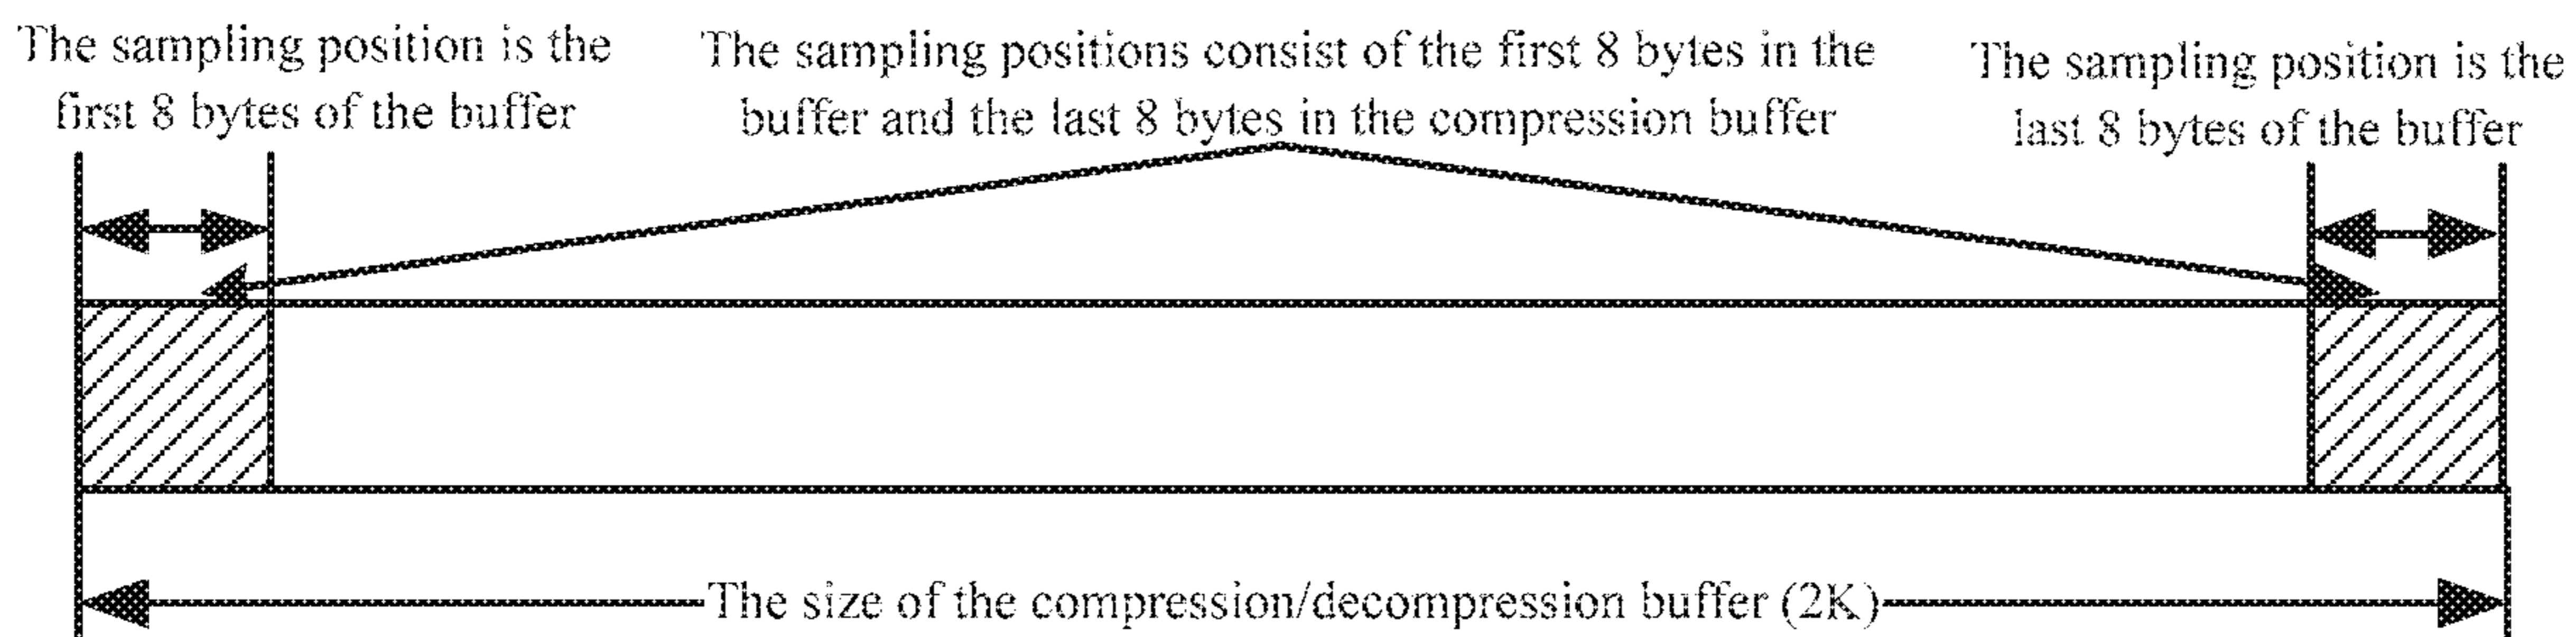 The sampling position is the
first 8 bytes of the buffer
The sampling positions consist of the first 8 bytes in the
buffer and the last 8 bytes in the compression buffer
The sampling position is the
last 8 bytes of the buffer
The size of the compression/decompression buffer (2K)